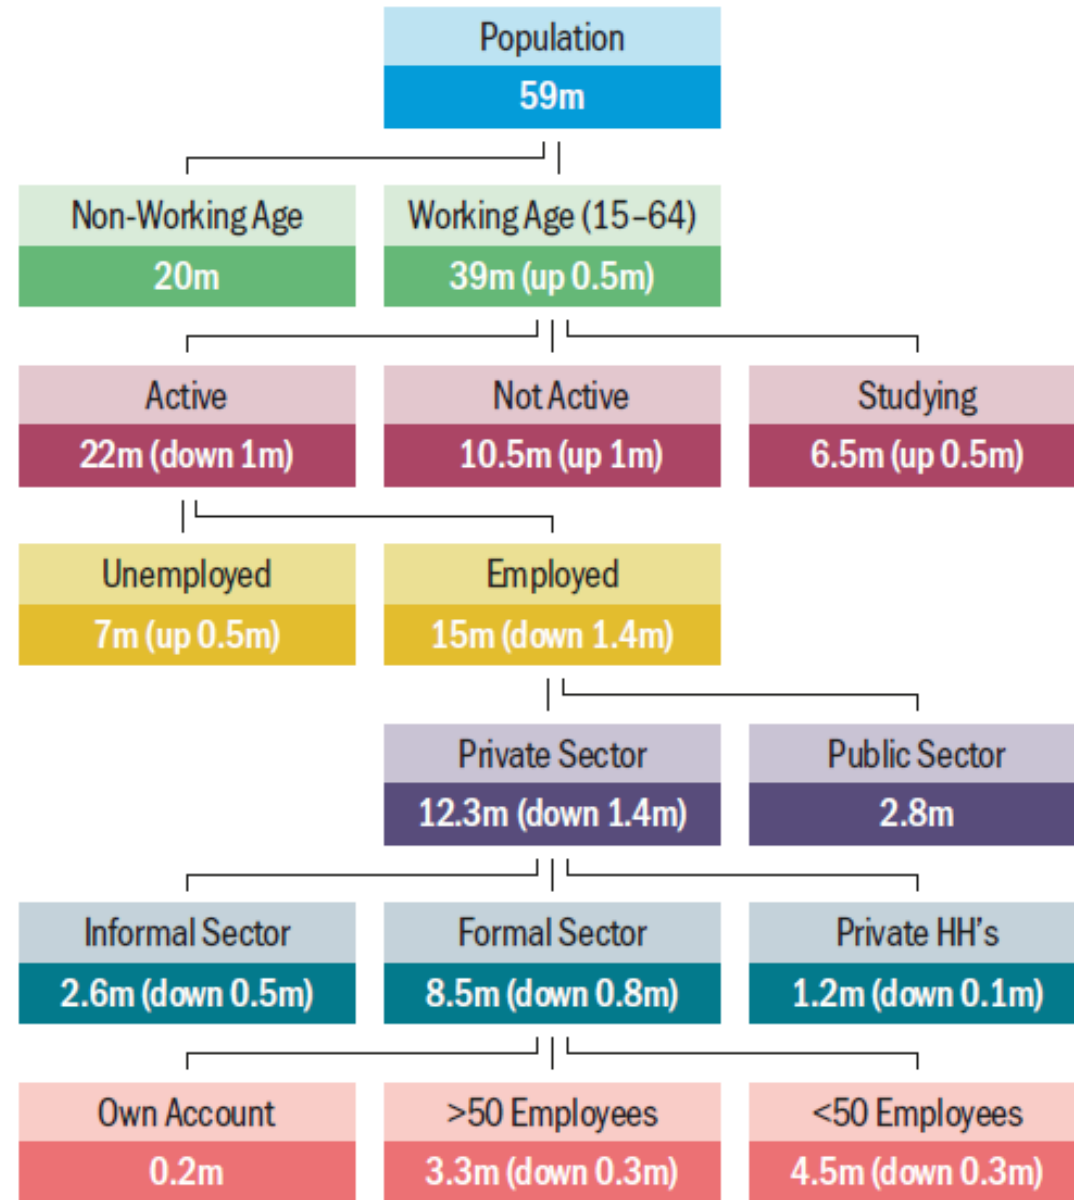 Population
59m
Non-Working Age
20m
Working Age (15–64)
39m (up 0.5m)
Active
22m (down 1m)
Not Active
10.5m (up 1m)
Studying
6.5m (up 0.5m)
Unemployed
7m (up 0.5m)
Employed
15m (down 1.4m)
Private Sector
12.3m (down 1.4m)
Public Sector
2.8m
Informal Sector
2.6m (down 0.5m)
Formal Sector
8.5m (down 0.8m)
Private HH's
1.2m (down 0.1m)
Own Account
0.2m
>50 Employees
3.3m (down 0.3m)
<50 Employees
4.5m (down 0.3m)